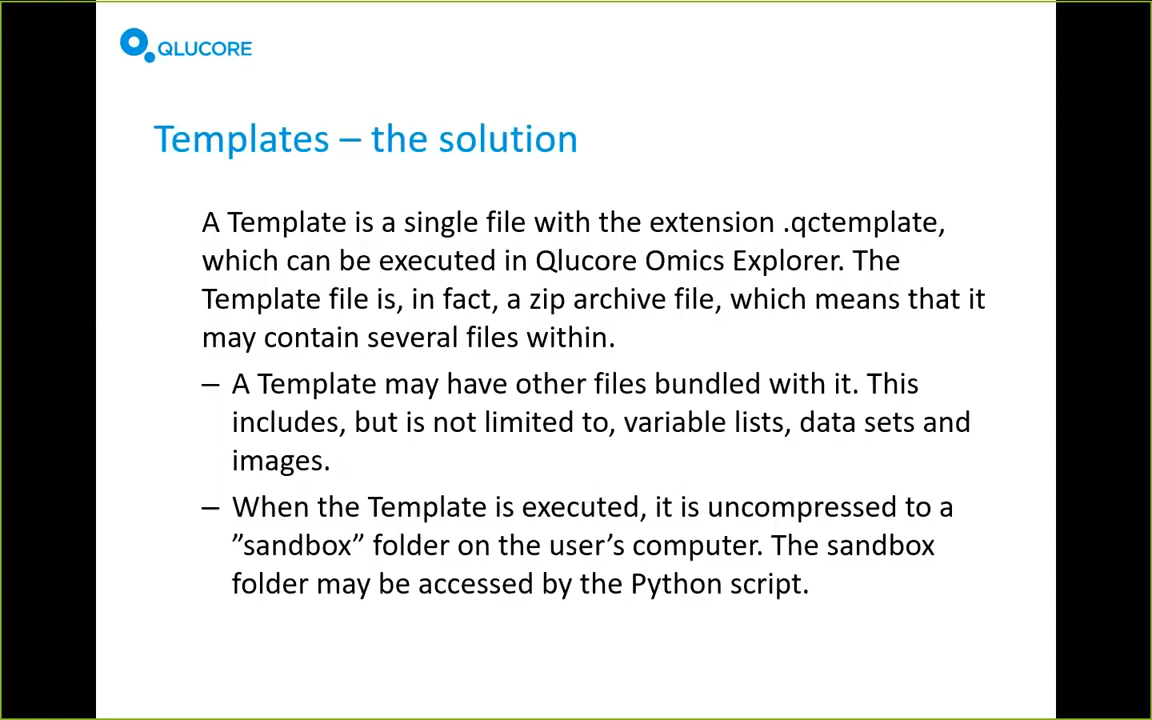 QLUCORE
Templates – the solution
A Template is a single file with the extension .qctemplate,
which can be executed in Qlucore Omics Explorer. The
Template file is, in fact, a zip archive file, which means that it
may contain several files within.
– A Template may have other files bundled with it. This
includes, but is not limited to, variable lists, data sets and
images.
– When the Template is executed, it is uncompressed to a
”sandbox” folder on the user’s computer. The sandbox
folder may be accessed by the Python script.